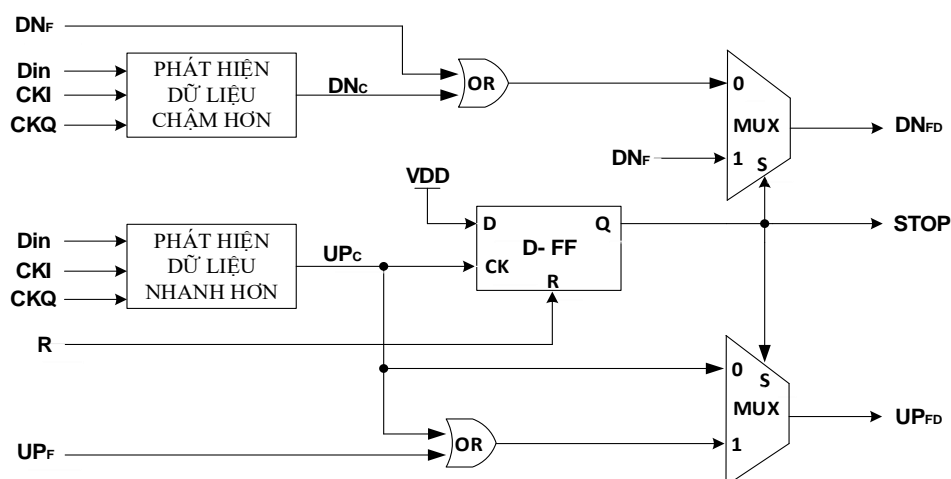 DNF
Din
CKI
CKQ
PHÁT HIỆN
DỮ LIỆU
CHẬM HƠN
DNC
OR
0
MUX
1
S
DNF
DNFD
VDD
D
Q
D- FF
CK
R
STOP
Din
CKI
CKQ
PHÁT HIỆN
DỮ LIỆU
NHANH HƠN
UPC
R
0
S
MUX
1
UPFD
OR
UPF